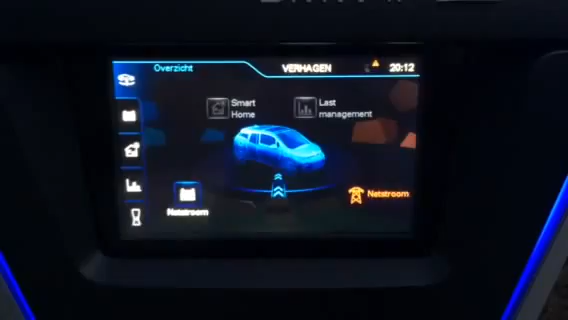 Overzicht
VERHAGEN
20:12
Smart
Home
Last
management
Netstroom
Netstroom